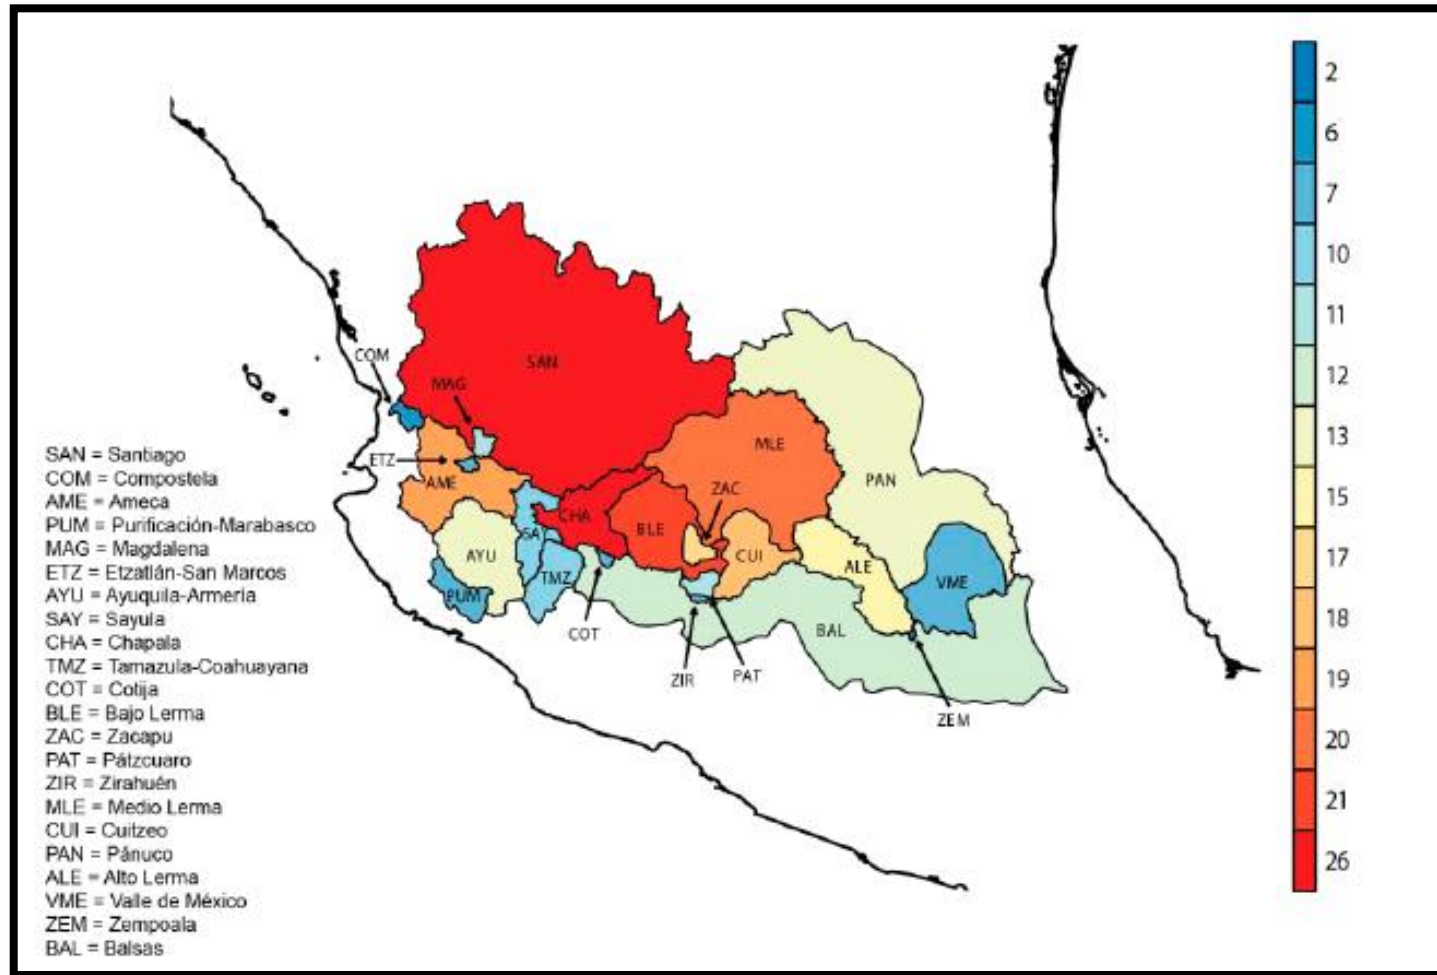 2
6
7
10
11
12
13
15
17
18
19
20
21
26
SAN
COM
MAG
ETZ
AME
MLE
ZAC
PAN
CHA
BLE
SA
AYU
CUI
ALE
TMZ
VME
PUM
COT
BAL
ZIR
PAT
ZEM
SAN = Santiago
COM = Compostela
AME = Ameca
PUM = Purificación-Marabasco
MAG = Magdalena
ETZ = Etzatlán-San Marcos
AYU = Ayuquila-Armería
SAY = Sayula
CHA = Chapala
TMZ = Tamazula-Coahuayana
COT = Cotija
BLE = Bajo Lerma
ZAC = Zacapu
PAT = Pátzcuaro
ZIR = Zirahuén
MLE = Medio Lerma
CUI = Cuitzeo
PAN = Pánuco
ALE = Alto Lerma
VME = Valle de México
ZEM = Zempoala
BAL = Balsas